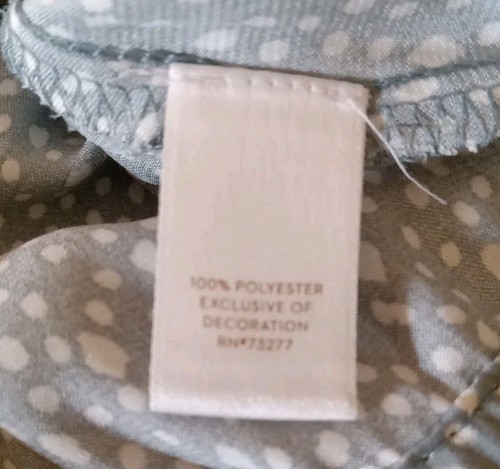 100% POLYESTER
EXCLUSIVE OF
DECORATION
RN#73277